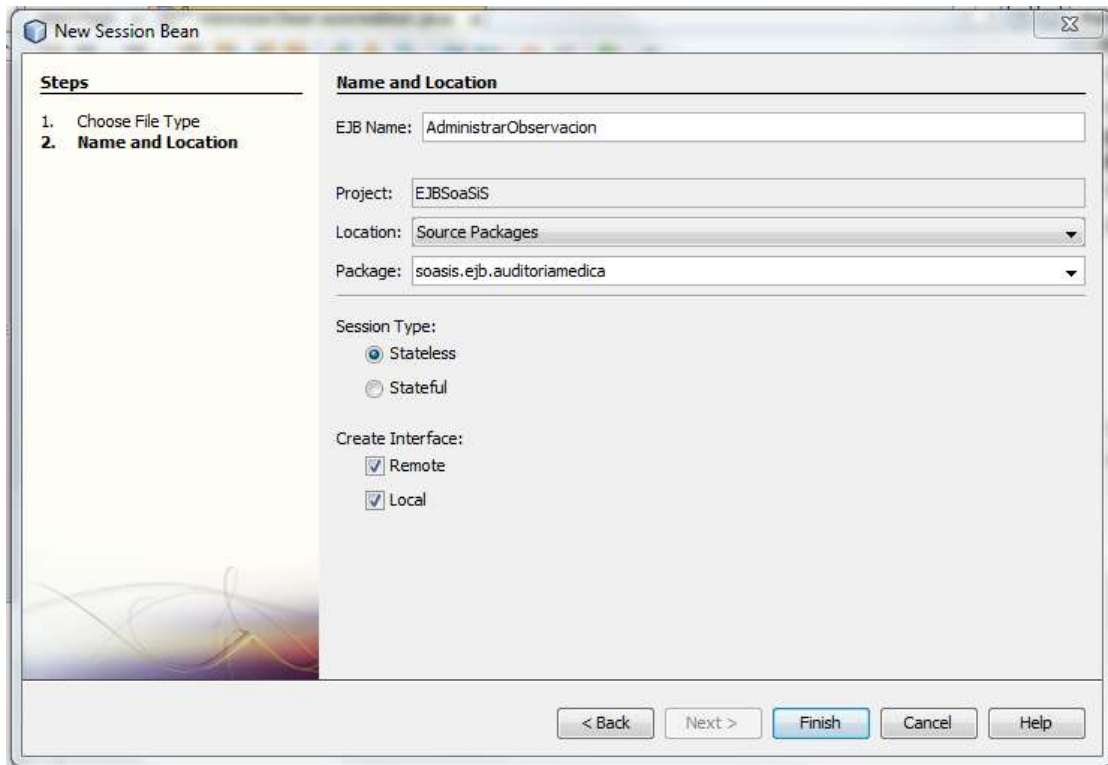 New Session Bean
Steps
1. Choose File Type
2. Name and Location
Name and Location
EJB Name: AdministrarObservacion
Project: EJBSoaSiS
Location: Source Packages
Package: soasis.ejb.auditoriamedica
Session Type:
Stateless
Stateful
Create Interface:
Remote
Local
< Back Next > Finish Cancel Help